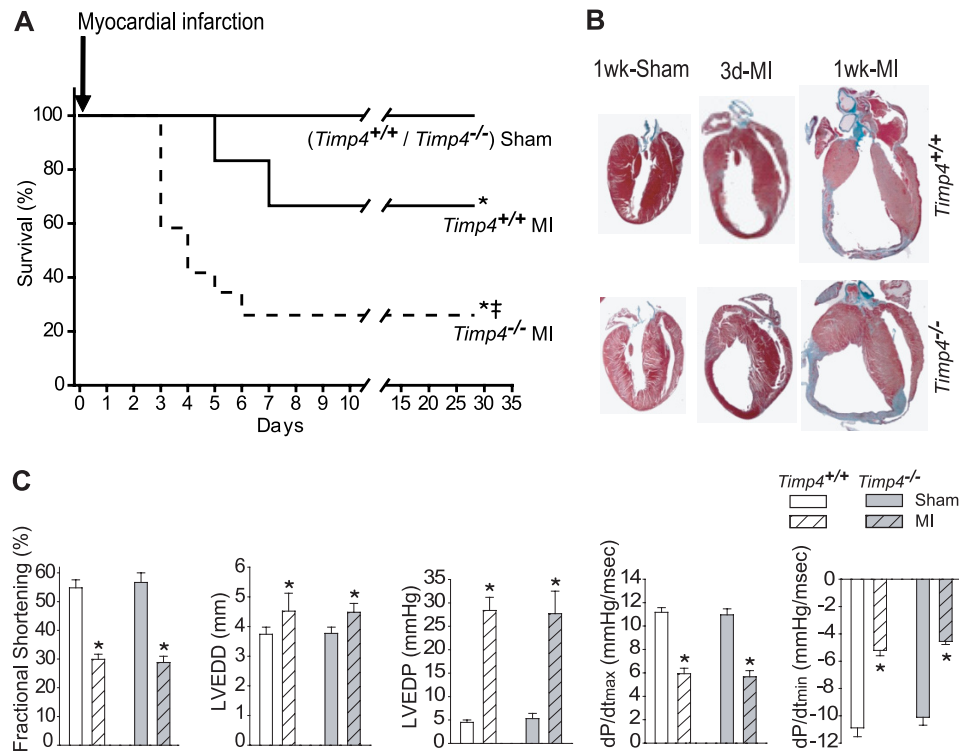 A
Myocardial infarction
Survival (%)
100
80
60
40
20
0
(Timp4+/+ / Timp4-/-) Sham
*
Timp4+/+ MI
*‡
Timp4-/- MI
0 1 2 3 4 5 6 7 8 9 10 15 20 25 30 35
Days
B
1wk-Sham 3d-MI 1wk-MI
Timp4+/+
Timp4-/-
C
Timp4+/+ Timp4-/-
Sham
MI
Fractional Shortening (%)
60
50
40
30
20
10
0
* *
LVEDD (mm)
6
5
4
3
2
1
0
* *
LVEDP (mmHg)
35
30
25
20
15
10
5
0
* *
dP/dtmax (mmHg/msec)
14
12
10
8
6
4
2
0
* *
dP/dtmin (mmHg/msec)
0
-2
-4
-6
-8
-10
-12
* *